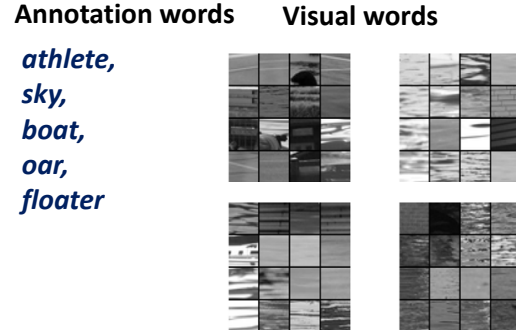 Annotation words Visual words
athlete,
sky,
boat,
oar,
floater